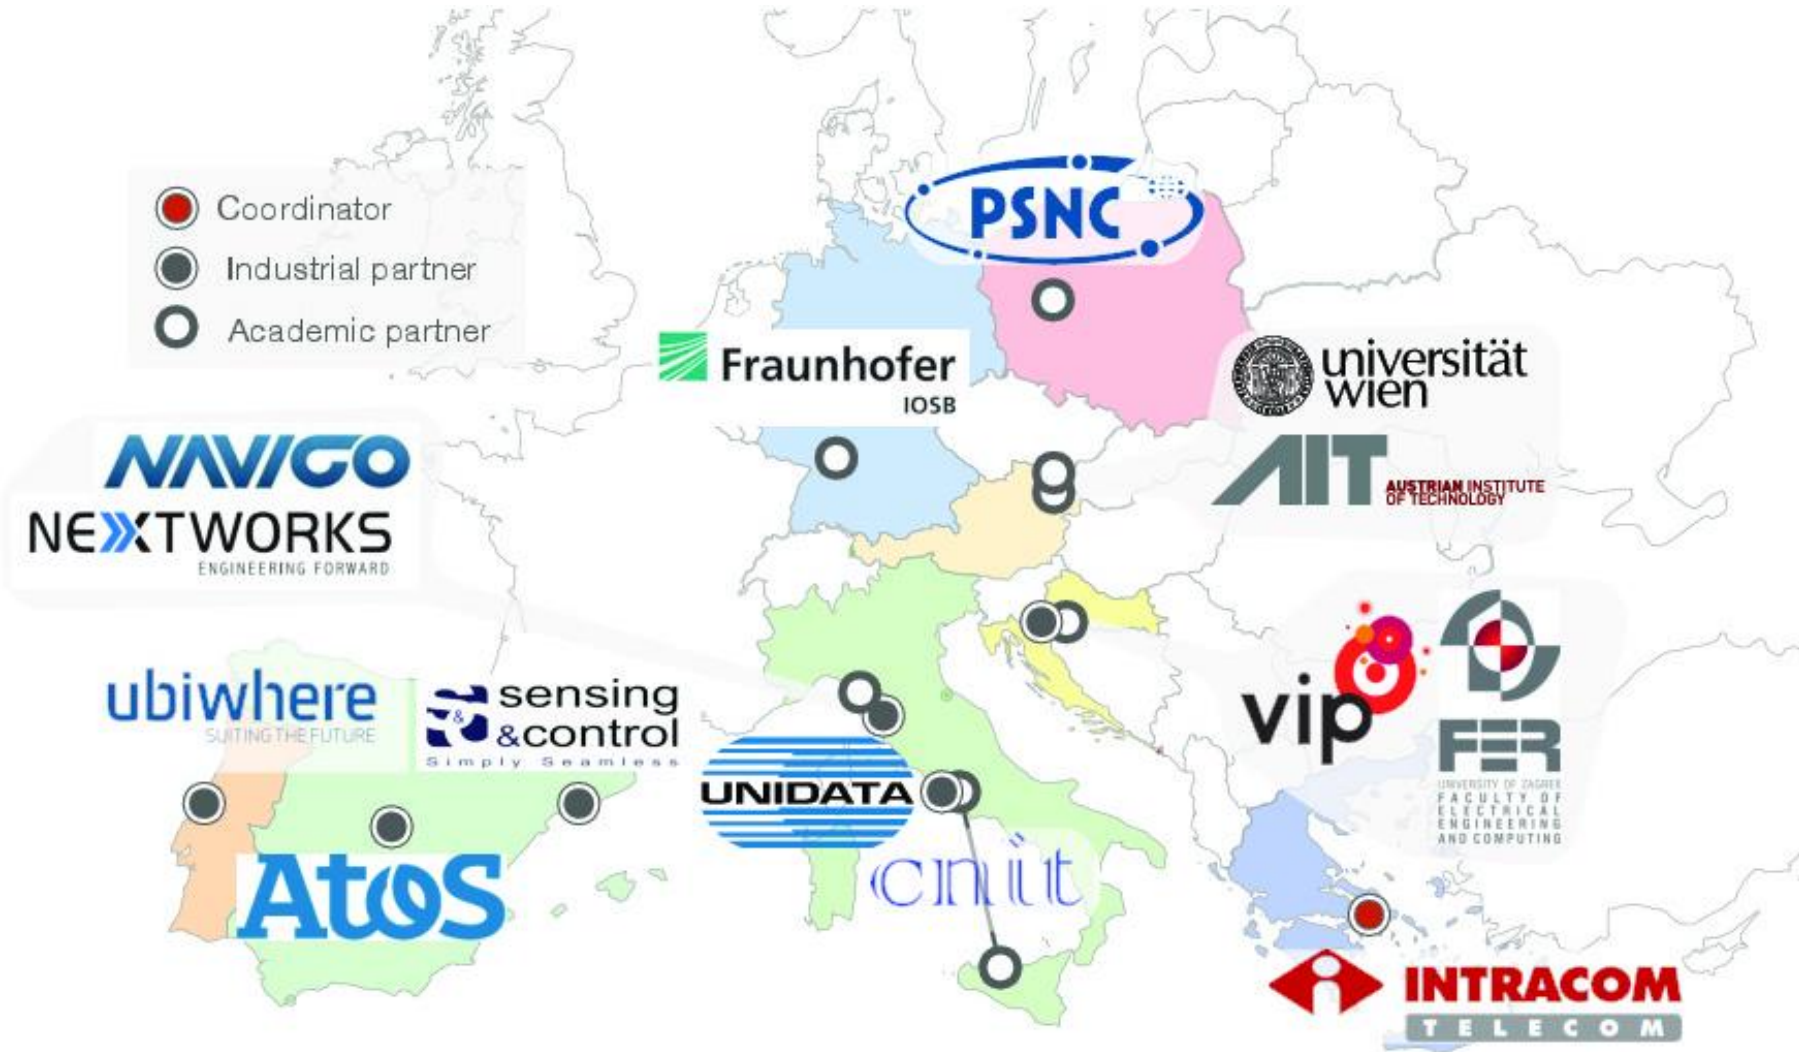 Coordinator
Industrial partner
Academic partner
PSNC
Fraunhofer
IOSB
universität
wien
AIT
AUSTRIAN INSTITUTE
OF TECHNOLOGY
NAVIGO
NEXTWORKS
ENGINEERING FORWARD
ubiwhere
SUITING THE FUTURE
sensing
&control
Simply Seamless
UNIDATA
cnit
Atos
vip
FER
UNIVERSITY OF ZAGREB
FACULTY OF
ELECTRICAL
ENGINEERING
AND COMPUTING
INTRACOM
TELECOM